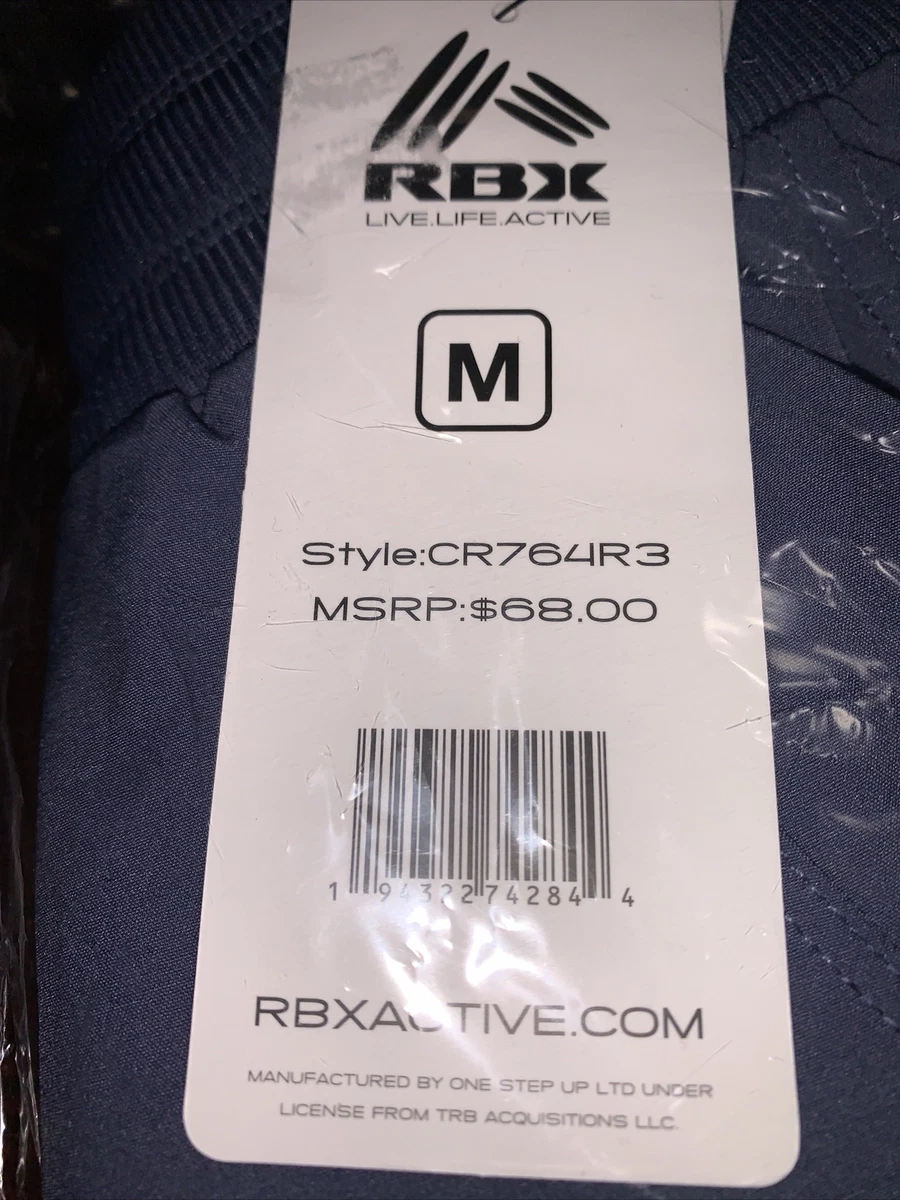 RBX
LIVE.LIFE.ACTIVE
M
Style:CR764R3
MSRP:$68.00
1 94322 74284 4
RBXACTIVE.COM
MANUFACTURED BY ONE STEP UP LTD UNDER
LICENSE FROM TRB ACQUISITIONS LLC.